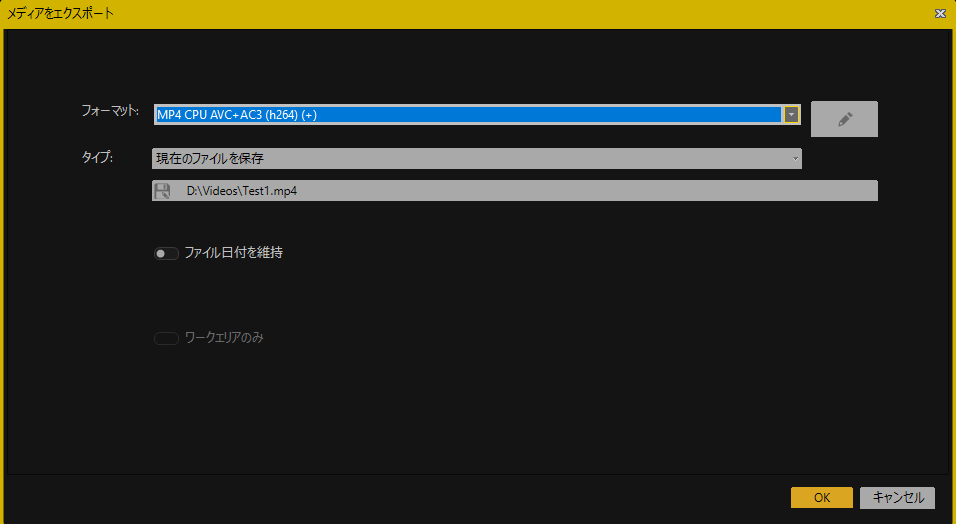 メディアをエクスポート
フォーマット:
MP4 CPU AVC+AC3 (h264) (+)
タイプ:
現在のファイルを保存
D:\Videos\Test1.mp4
ファイル日付を維持
ワークエリアのみ
OK
キャンセル